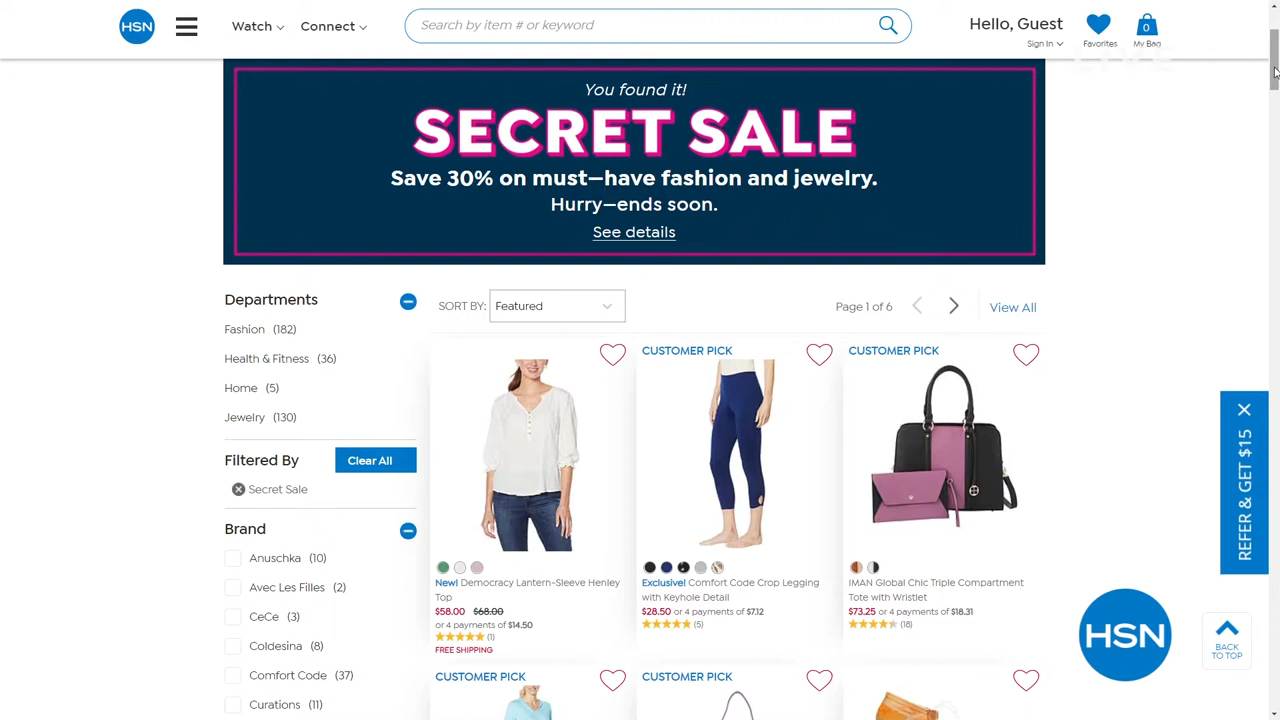 HSN
Watch
Connect
Search by item # or keyword
Hello, Guest
Sign In
Favorites
0
My Bag
You found it!
SECRET SALE
Save 30% on must—have fashion and jewelry.
Hurry—ends soon.
See details
Departments
Fashion (182)
Health & Fitness (36)
Home (5)
Jewelry (130)
Filtered By
Clear All
Secret Sale
Brand
Anuschka (10)
Avec Les Filles (2)
CeCe (3)
Coldesina (8)
Comfort Code (37)
Curations (11)
SORT BY: Featured
Page 1 of 6
View All
New! Democracy Lantern-Sleeve Henley
Top
$58.00 $68.00
or 4 payments of $14.50
(1)
FREE SHIPPING
CUSTOMER PICK
Exclusive! Comfort Code Crop Legging
with Keyhole Detail
$28.50 or 4 payments of $7.12
(5)
CUSTOMER PICK
IMAN Global Chic Triple Compartment
Tote with Wristlet
$73.25 or 4 payments of $18.31
(18)
CUSTOMER PICK
CUSTOMER PICK
REFER & GET $15
HSN
BACK
TO TOP